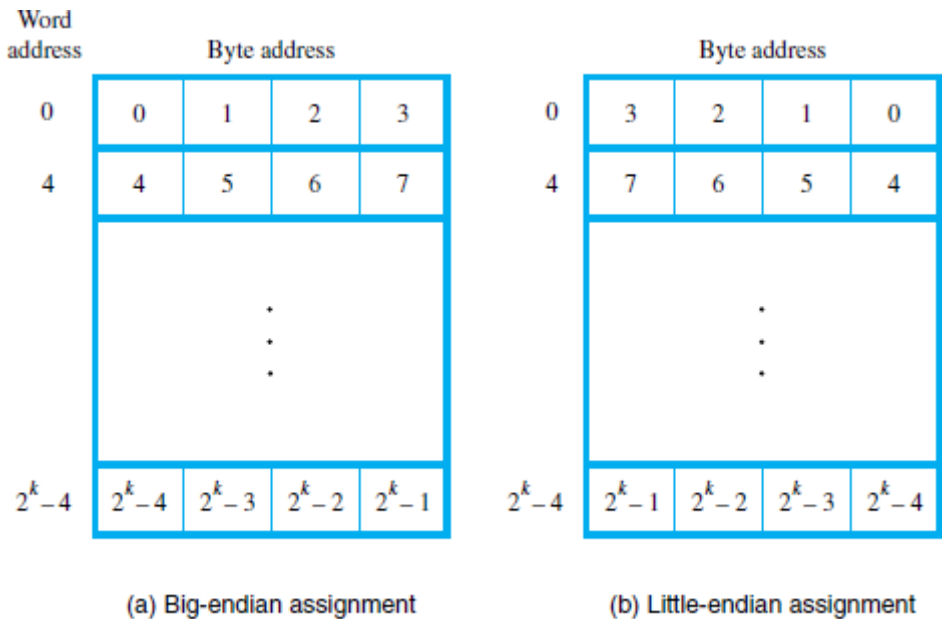 Word
address Byte address Byte address
0 0 1 2 3 0 3 2 1 0
4 4 5 6 7 4 7 6 5 4
2^k – 4 2^k – 4 2^k – 3 2^k – 2 2^k – 1 2^k – 4 2^k – 1 2^k – 2 2^k – 3 2^k – 4
(a) Big-endian assignment (b) Little-endian assignment